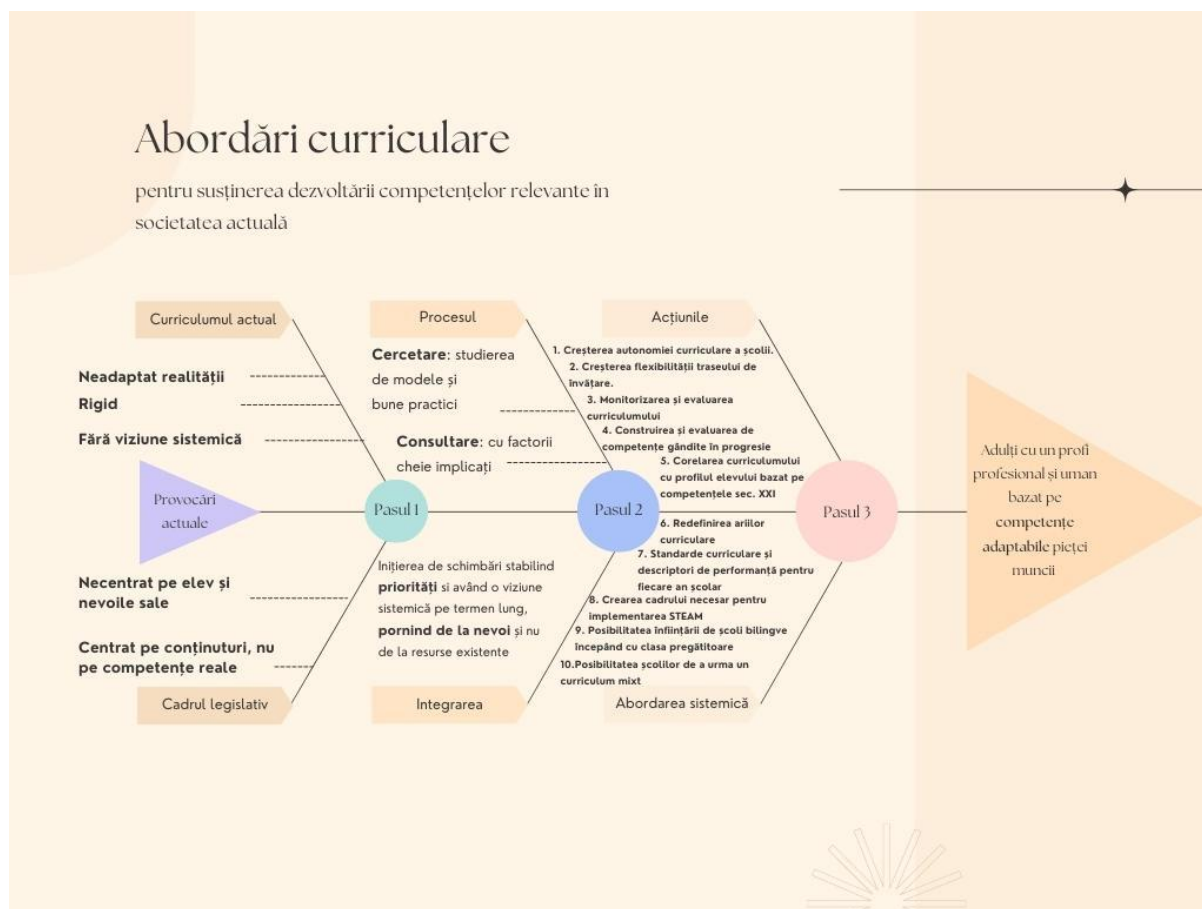 Abordări curriculare
pentru susținerea dezvoltării competențelor relevante în
societatea actuală
Curriculumul actual
Neadaptat realității
Rigid
Fără viziune sistemică
Provocări
actuale
Necentrat pe elev și
nevoile sale
Centrat pe conținuturi, nu
pe competențe reale
Cadrul legislativ
Pasul 1
Procesul
Cercetare: studierea
de modele și
bune practici
Consultare: cu factorii
cheie implicați
Inițierea de schimbări stabilind
priorități si având o viziune
sistemică pe termen lung,
pornind de la nevoi și nu
de la resurse existente
Integrarea
Pasul 2
Acțiunile
1. Creșterea autonomiei curriculare a școlii.
2. Creșterea flexibilității traseului de
învățare.
3. Monitorizarea și evaluarea
curriculumului
4. Construirea și evaluarea de
competențe gândite în progresie
5. Corelarea curriculumului
cu profilul elevului bazat pe
competențele sec. XXI
6. Redefinirea ariilor
curriculare
7. Standarde curriculare și
descriptori de performanță pentru
fiecare an școlar
8. Crearea cadrului necesar pentru
implementarea STEAM
9. Posibilitatea înființării de școli bilingve
începând cu clasa pregătitoare
10.Posibilitatea școlilor de a urma un
curriculum mixt
Abordarea sistemică
Pasul 3
Adulți cu un profi
profesional și uman
bazat pe
competențe
adaptabile pieței
muncii